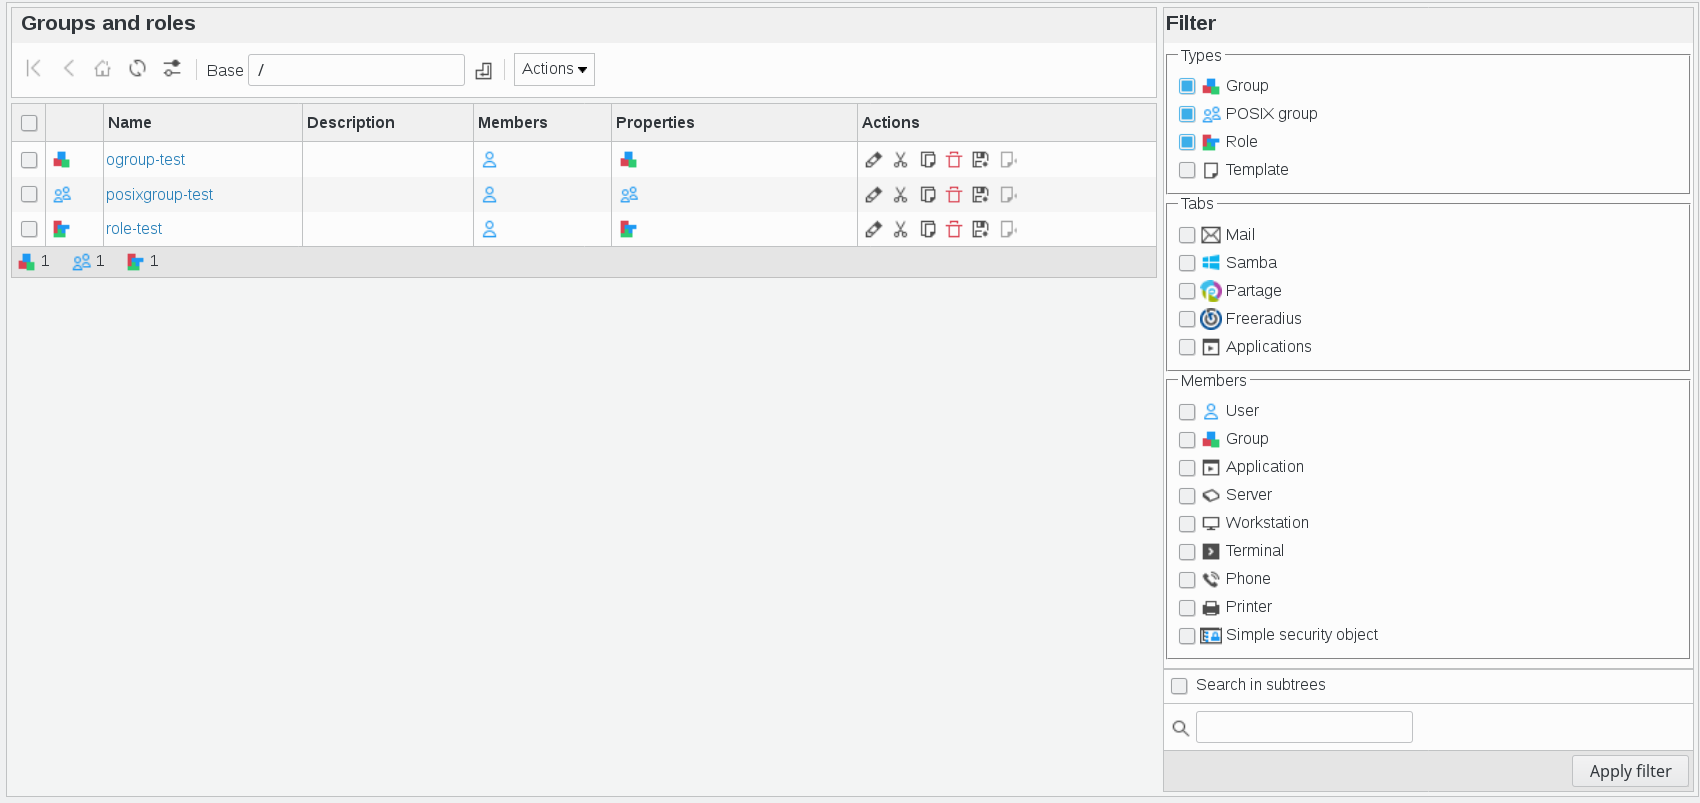 Groups and roles
Base / Actions
Name Description Members Properties Actions
ogroup-test
posixgroup-test
role-test
1 1 1
Filter
Types
Group
POSIX group
Role
Template
Tabs
Mail
Samba
Partage
Freeradius
Applications
Members
User
Group
Application
Server
Workstation
Terminal
Phone
Printer
Simple security object
Search in subtrees
Apply filter